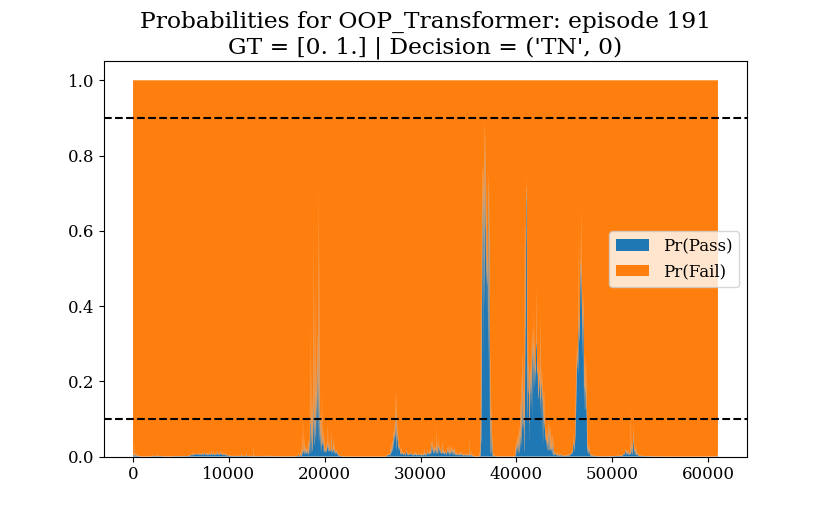 Probabilities for OOP_Transformer: episode 191
GT = [0. 1.] | Decision = ('TN', 0)
1.0
0.8
0.6
0.4
0.2
0.0
Pr(Pass)
Pr(Fail)
0 10000 20000 30000 40000 50000 60000